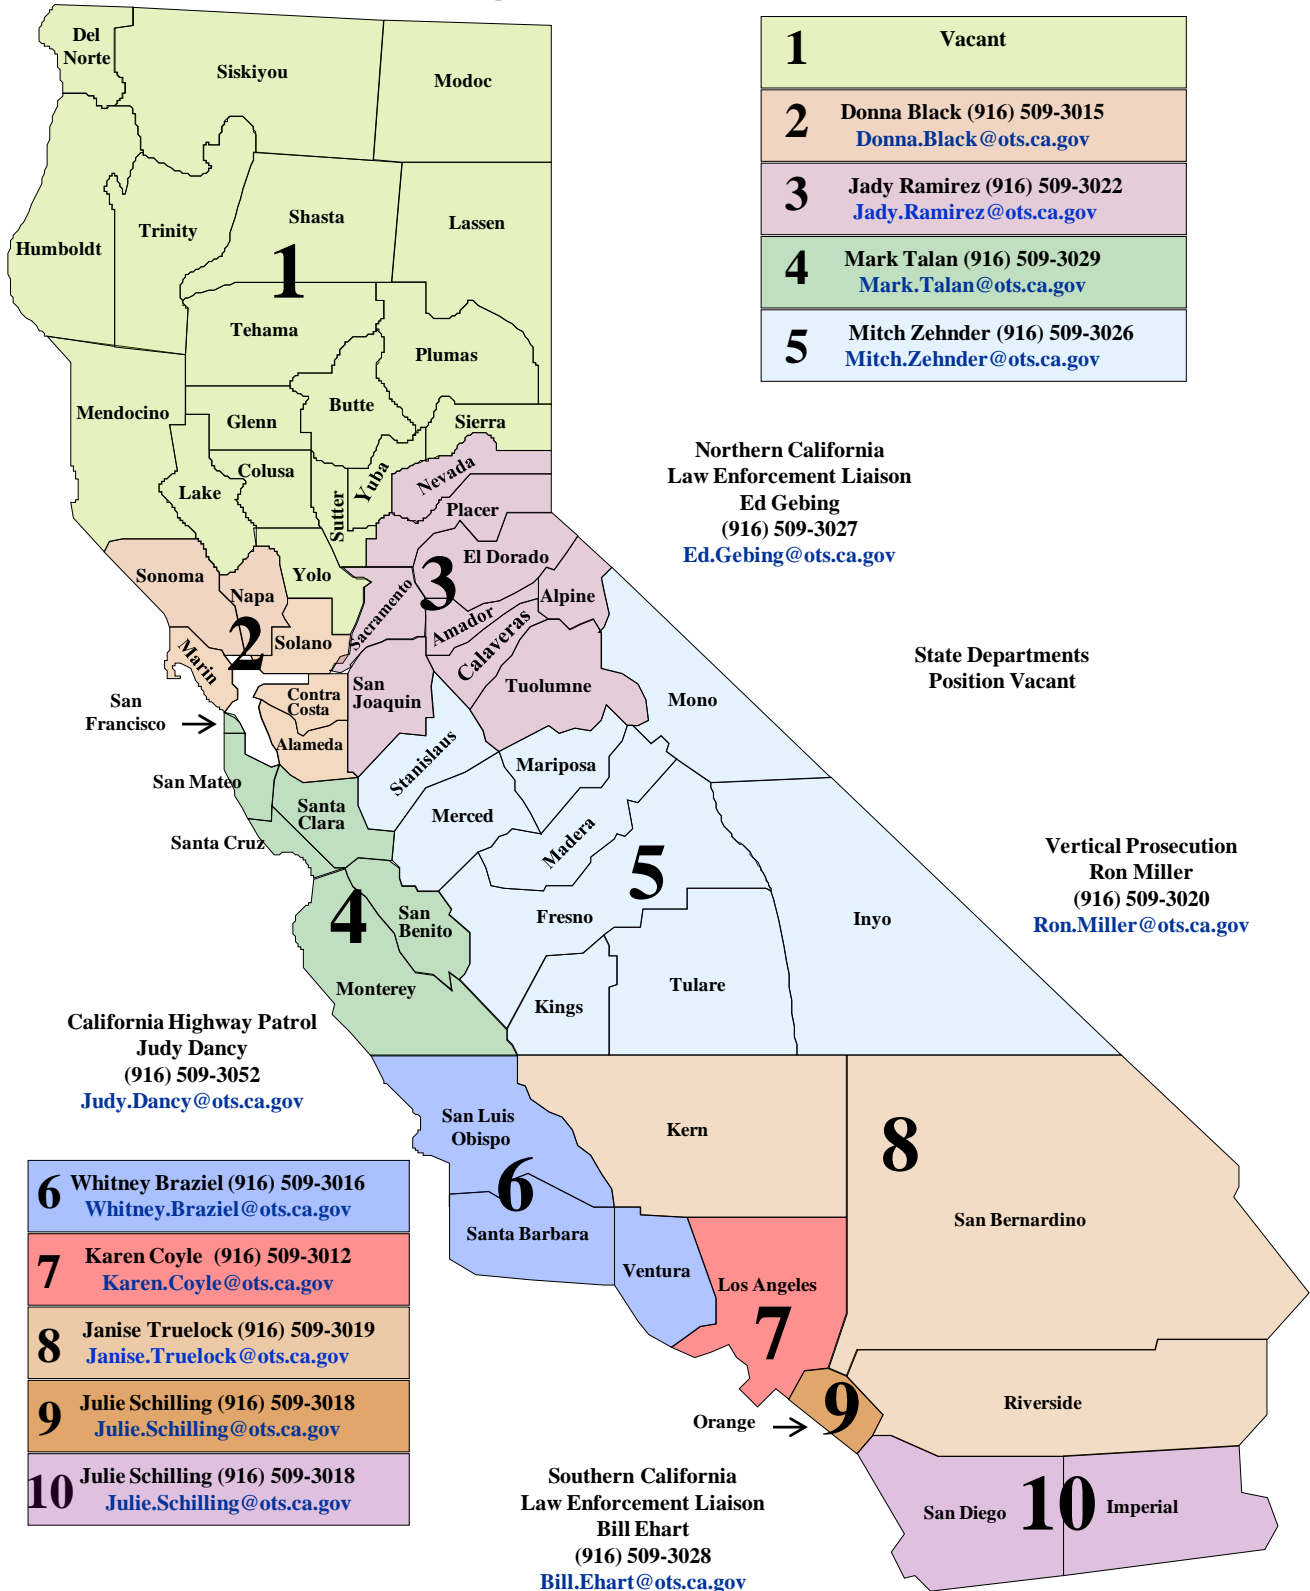 Del
Norte
Siskiyou
Modoc
Humboldt
Trinity
Shasta
Lassen
1
Tehama
Plumas
Mendocino
Glenn
Butte
Sierra
Colusa
Lake
Sutter
Yuba
Nevada
Placer
Yolo
El Dorado
3
Sonoma
Napa
Solano
2
Marin
Sacramento
Amador
Alpine
Calaveras
Tuolumne
San
Joaquin
Contra
Costa
Alameda
San
Francisco
San Mateo
Santa Cruz
Santa
Clara
Stanislaus
Merced
Mariposa
Madera
Mono
5
Fresno
Inyo
4
San
Benito
Monterey
Kings
Tulare
San Luis
Obispo
6
Santa Barbara
Ventura
Kern
8
San Bernardino
Los Angeles
7
Orange
9
Riverside
San Diego
10
Imperial
1 Vacant
2 Donna Black (916) 509-3015
Donna.Black@ots.ca.gov
3 Jady Ramirez (916) 509-3022
Jady.Ramirez@ots.ca.gov
4 Mark Talan (916) 509-3029
Mark.Talan@ots.ca.gov
5 Mitch Zehnder (916) 509-3026
Mitch.Zehnder@ots.ca.gov
Northern California
Law Enforcement Liaison
Ed Gebing
(916) 509-3027
Ed.Gebing@ots.ca.gov
State Departments
Position Vacant
Vertical Prosecution
Ron Miller
(916) 509-3020
Ron.Miller@ots.ca.gov
California Highway Patrol
Judy Dancy
(916) 509-3052
Judy.Dancy@ots.ca.gov
6 Whitney Braziel (916) 509-3016
Whitney.Braziel@ots.ca.gov
7 Karen Coyle (916) 509-3012
Karen.Coyle@ots.ca.gov
8 Janise Truelock (916) 509-3019
Janise.Truelock@ots.ca.gov
9 Julie Schilling (916) 509-3018
Julie.Schilling@ots.ca.gov
10 Julie Schilling (916) 509-3018
Julie.Schilling@ots.ca.gov
Southern California
Law Enforcement Liaison
Bill Ehart
(916) 509-3028
Bill.Ehart@ots.ca.gov